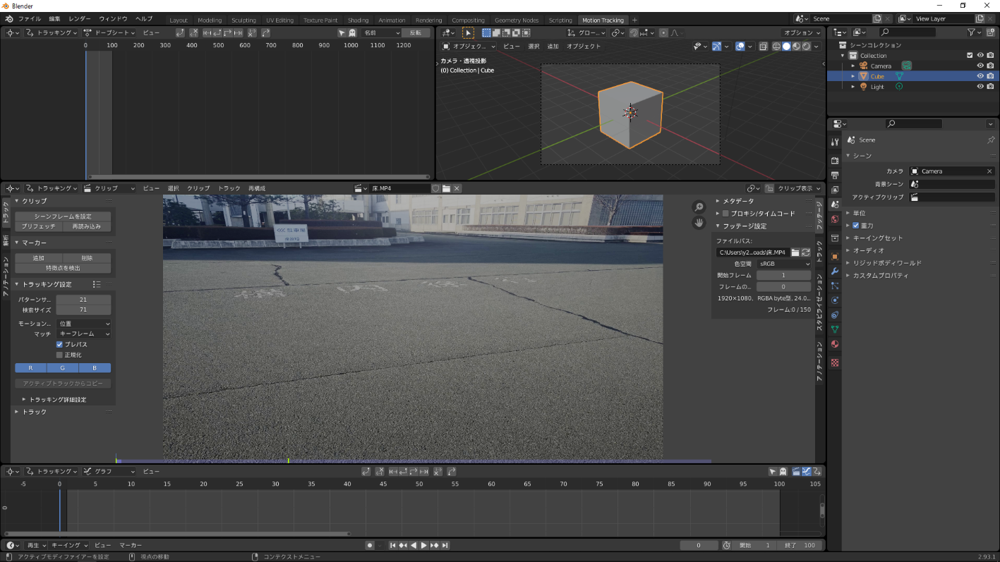 Blender
ファイル 編集 レンダー ウィンドウ ヘルプ Layout Modeling Sculpting UV Editing Texture Paint Shading Animation Rendering Compositing Geometry Nodes Scripting Motion Tracking + Scene View Layer
トラッキング ドープシート ビュー 名前 反転
0 100 200 300 400 500 600 700 800 900 1000 1100 1200
グロー... オプション
オブジェク... ビュー 選択 追加 オブジェクト
カメラ・透視投影
(0) Collection | Cube
シーンコレクション
Collection
Camera
Cube
Light
Scene
シーン
カメラ Camera
背景シーン
アクティブクリップ
単位
重力
キーイングセット
オーディオ
リジッドボディワールド
カスタムプロパティ
トラッキング クリップ ビュー 選択 クリップ トラック 再構成 床.MP4 クリップ表示
トラック
解析
アノテーション
クリップ
シーンフレームを設定
プリフェッチ 再読み込み
マーカー
追加 削除
特徴点を検出
トラッキング設定
パターンサ... 21
検索サイズ 71
モーション... 位置
マッチ キーフレーム
プレパス
正規化
R G B
アクティブトラックからコピー
トラッキング詳細設定
トラック
メタデータ
プロキシ/タイムコード
フッテージ設定
ファイルパス:
C:\Users\y2...oads\床.MP4
色空間 sRGB
開始フレーム 1
フレームの... 0
1920×1080、RGBA byte型, 24.0...
フレーム:0 / 150
フッテージ
トラック
スタビライゼーション
アノテーション
トラッキング グラフ ビュー
-5 0 5 10 15 20 25 30 35 40 45 50 55 60 65 70 75 80 85 90 95 100 105
0
再生 キーイング ビュー マーカー 0 開始 1 終了 100
アクティブモディファイアーを設定 視点の移動 コンテクストメニュー 2.93.1